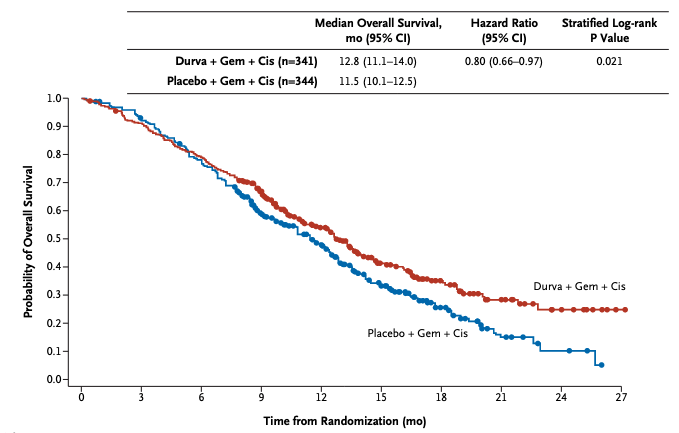 Median Overall Survival, Hazard Ratio Stratified Log-rank
mo (95% CI) (95% CI) P Value
Durva + Gem + Cis (n=341) 12.8 (11.1–14.0) 0.80 (0.66–0.97) 0.021
Placebo + Gem + Cis (n=344) 11.5 (10.1–12.5)
Probability of Overall Survival
1.0
0.9
0.8
0.7
0.6
0.5
0.4
0.3
0.2
0.1
0.0
Durva + Gem + Cis
Placebo + Gem + Cis
0 3 6 9 12 15 18 21 24 27
Time from Randomization (mo)